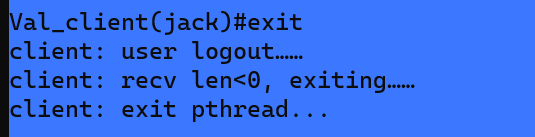 Val_client(jack)#exit
client: user logout……
client: recv len<0, exiting……
client: exit pthread...